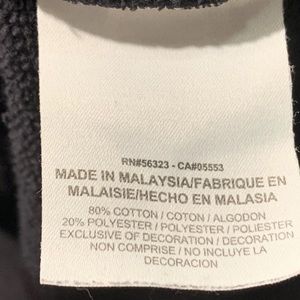 RN#56323 - CA#05553
MADE IN MALAYSIA/FABRIQUE EN
MALAISIE/HECHO EN MALASIA
80% COTTON / COTON / ALGODON
20% POLYESTER / POLYESTER / POLIESTER
EXCLUSIVE OF DECORATION / DECORATION
NON COMPRISE / NO INCLUYE LA
DECORACION